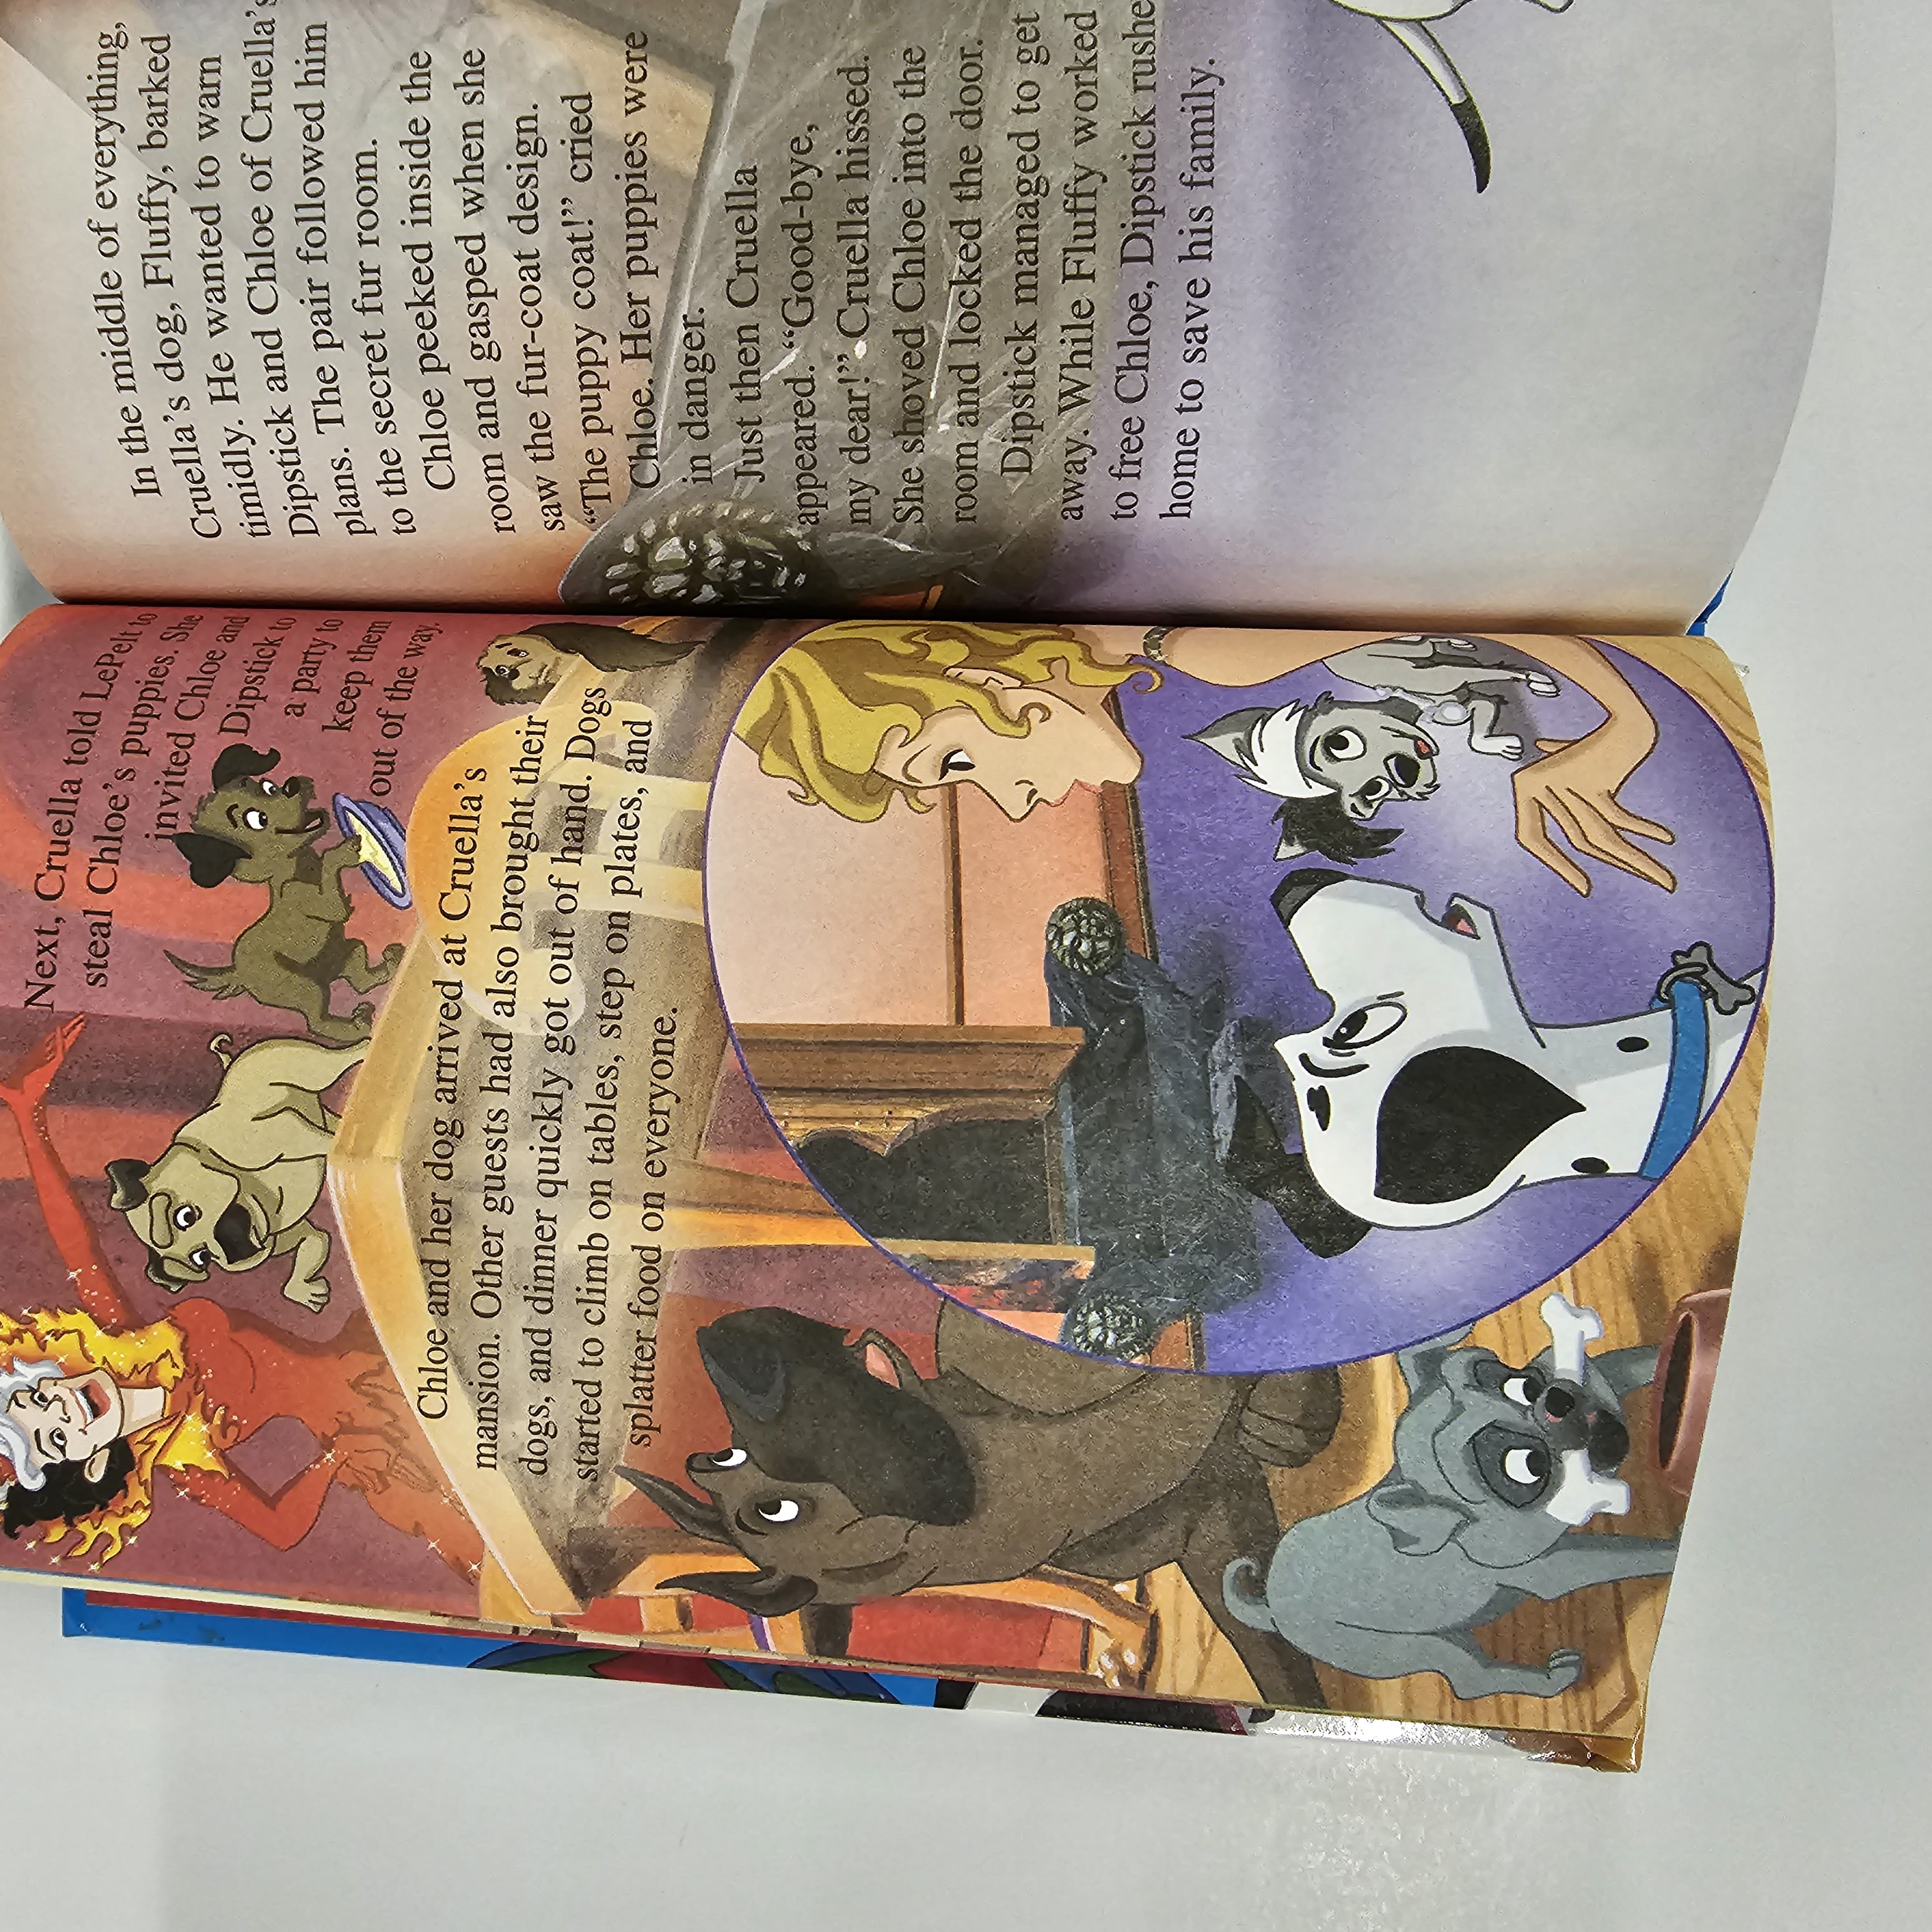 Next, Cruella told LePelt to
steal Chloe's puppies. She
invited Chloe and
Dipstick to
a party to
keep them
out of the way.
Chloe and her dog arrived at Cruella's
mansion. Other guests had also brought their
dogs, and dinner quickly got out of hand. Dogs
started to climb on tables, step on plates, and
splatter food on everyone.
In the middle of everything,
Cruella's dog, Fluffy, barked
timidly. He wanted to warn
Dipstick and Chloe of Cruella's
plans. The pair followed him
to the secret fur room.
Chloe peeked inside the
room and gasped when she
saw the fur-coat design.
“The puppy coat!” cried
Chloe. Her puppies were
in danger.
Just then Cruella
appeared. “Good-bye,
my dear!” Cruella hissed.
She shoved Chloe into the
room and locked the door.
Dipstick managed to get
away. While Fluffy worked
to free Chloe, Dipstick rushe
home to save his family.